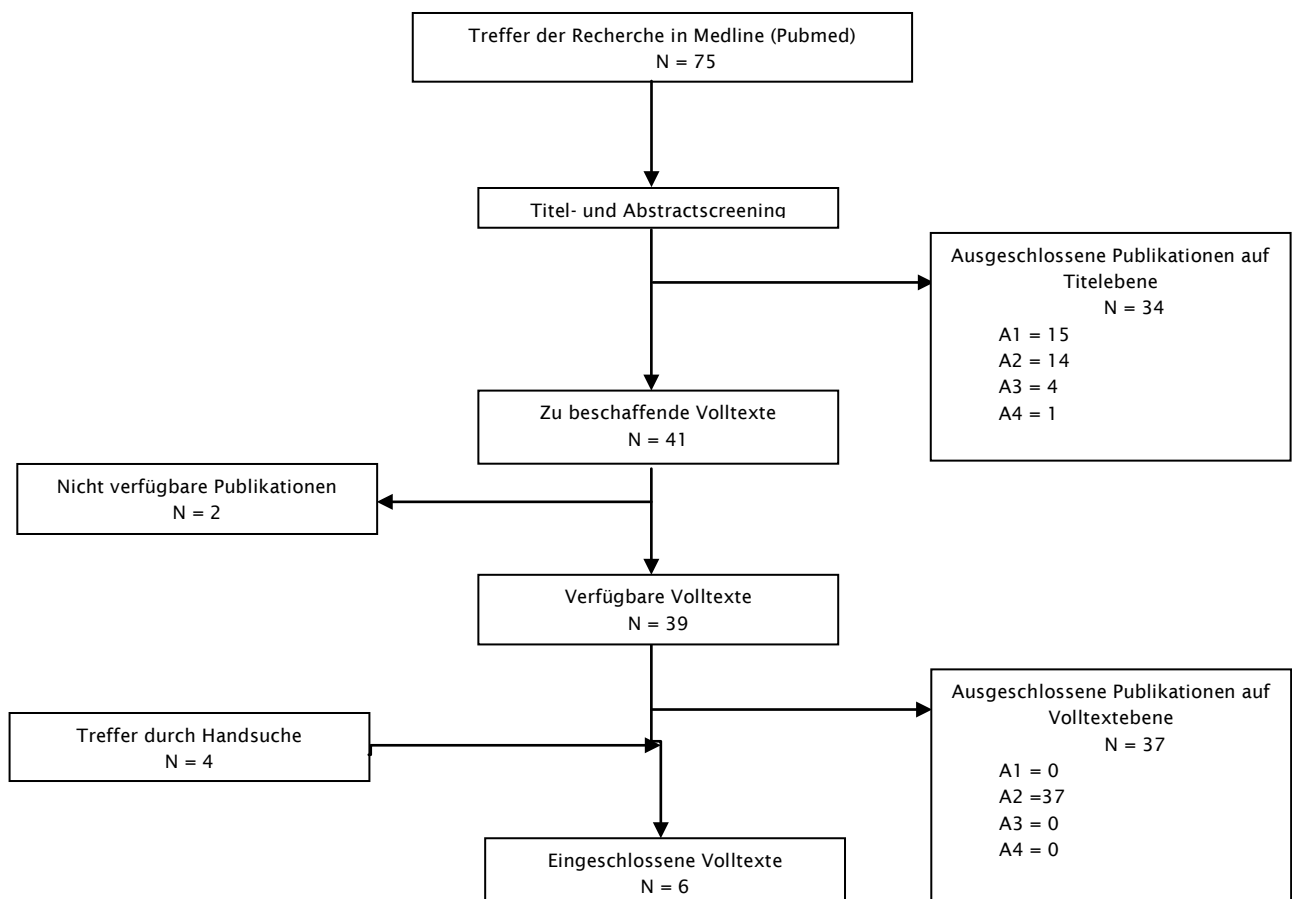 Treffer der Recherche in Medline (Pubmed)
N = 75
Titel- und Abstractscreening
Ausgeschlossene Publikationen auf
Titelebene
N = 34
A1 = 15
A2 = 14
A3 = 4
A4 = 1
Zu beschaffende Volltexte
N = 41
Nicht verfügbare Publikationen
N = 2
Verfügbare Volltexte
N = 39
Ausgeschlossene Publikationen auf
Volltextebene
N = 37
A1 = 0
A2 =37
A3 = 0
A4 = 0
Treffer durch Handsuche
N = 4
Eingeschlossene Volltexte
N = 6